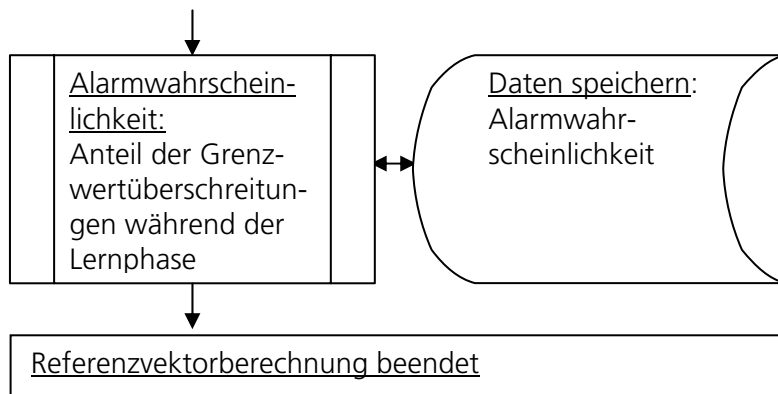 Alarmwahrschein-
lichkeit:
Anteil der Grenz-
wertüberschreitun-
gen während der
Lernphase
Daten speichern:
Alarmwahr-
scheinlichkeit
Referenzvektorberechnung beendet